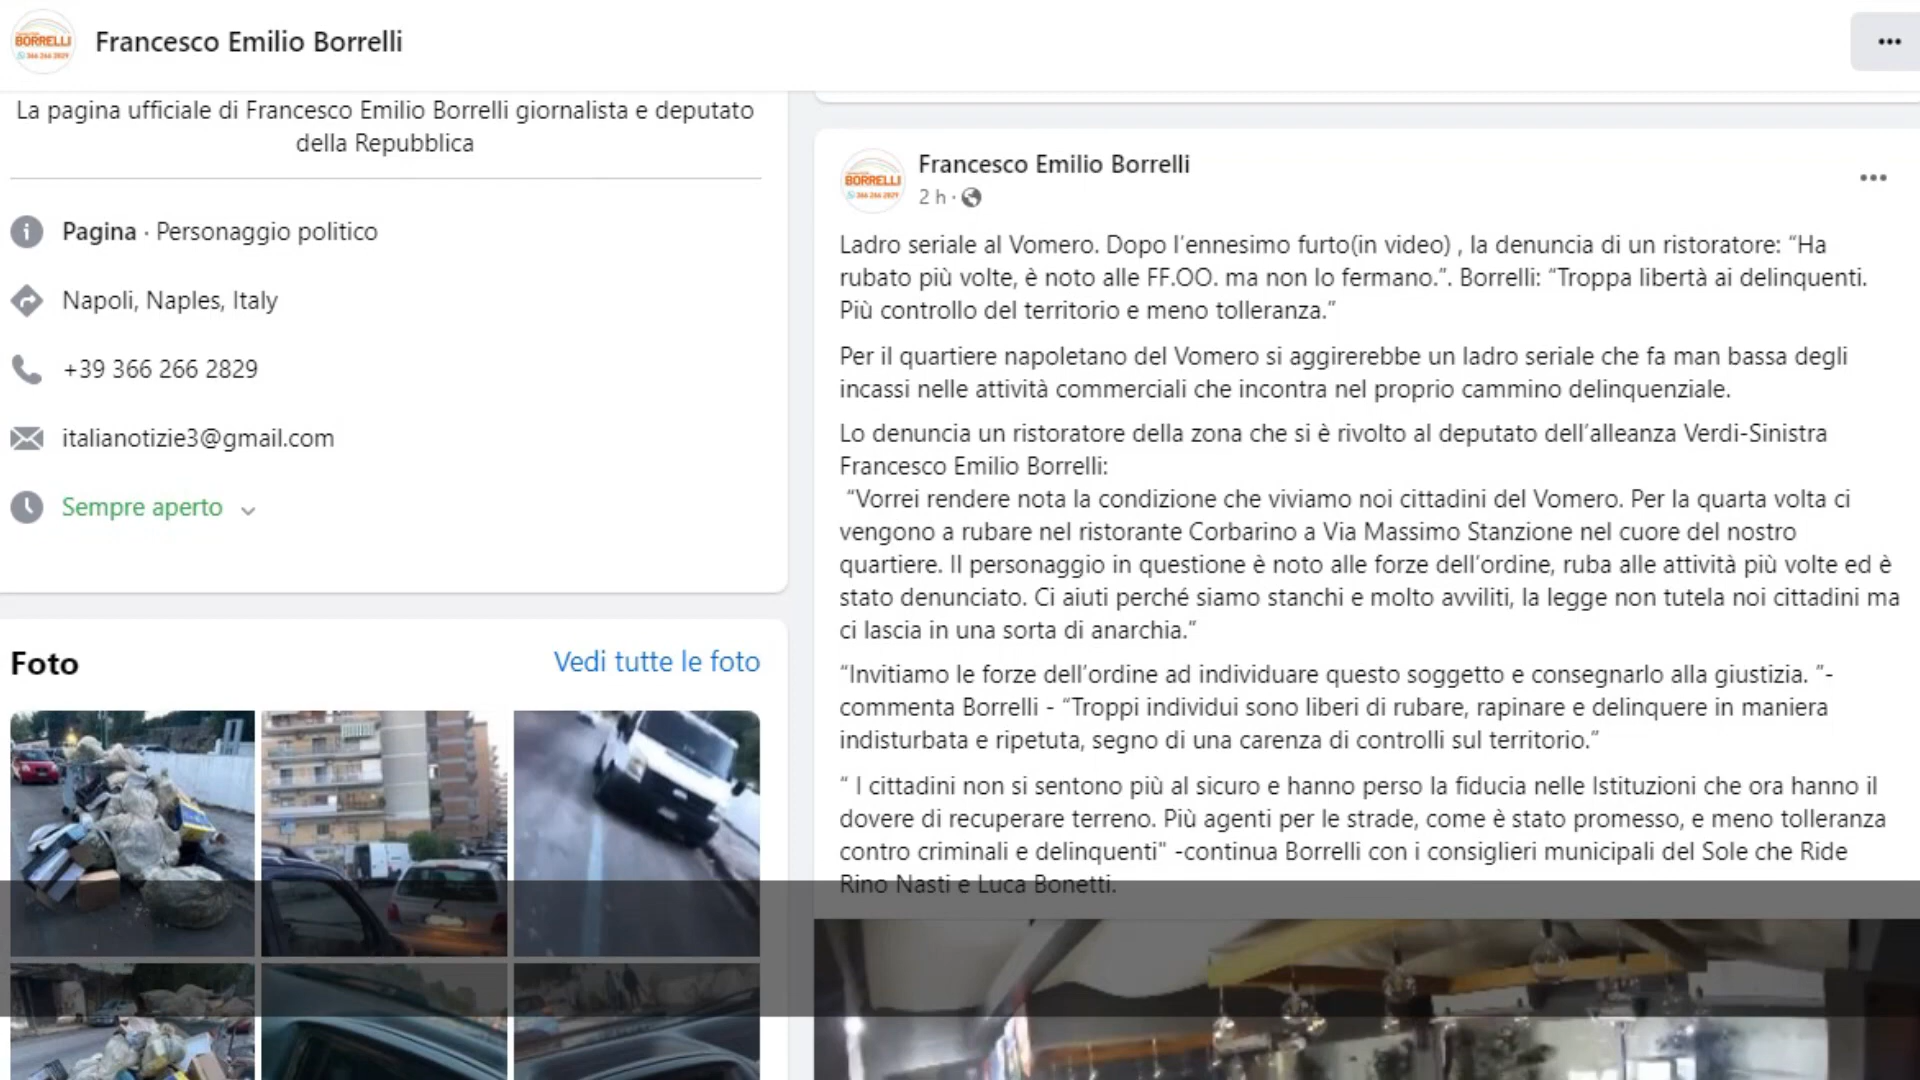 BORRELLI
366 266 2829
Francesco Emilio Borrelli
La pagina ufficiale di Francesco Emilio Borrelli giornalista e deputato
della Repubblica
Pagina · Personaggio politico
Napoli, Naples, Italy
+39 366 266 2829
italianotizie3@gmail.com
Sempre aperto
Foto
Vedi tutte le foto
BORRELLI
366 266 2829
Francesco Emilio Borrelli
2 h ·
Ladro seriale al Vomero. Dopo l’ennesimo furto(in video) , la denuncia di un ristoratore: “Ha
rubato più volte, è noto alle FF.OO. ma non lo fermano.”. Borrelli: “Troppa libertà ai delinquenti.
Più controllo del territorio e meno tolleranza.”
Per il quartiere napoletano del Vomero si aggirerebbe un ladro seriale che fa man bassa degli
incassi nelle attività commerciali che incontra nel proprio cammino delinquenziale.
Lo denuncia un ristoratore della zona che si è rivolto al deputato dell’alleanza Verdi-Sinistra
Francesco Emilio Borrelli:
“Vorrei rendere nota la condizione che viviamo noi cittadini del Vomero. Per la quarta volta ci
vengono a rubare nel ristorante Corbarino a Via Massimo Stanzione nel cuore del nostro
quartiere. Il personaggio in questione è noto alle forze dell’ordine, ruba alle attività più volte ed è
stato denunciato. Ci aiuti perché siamo stanchi e molto avviliti, la legge non tutela noi cittadini ma
ci lascia in una sorta di anarchia.”
“Invitiamo le forze dell’ordine ad individuare questo soggetto e consegnarlo alla giustizia. ”-
commenta Borrelli - “Troppi individui sono liberi di rubare, rapinare e delinquere in maniera
indisturbata e ripetuta, segno di una carenza di controlli sul territorio.”
“ I cittadini non si sentono più al sicuro e hanno perso la fiducia nelle Istituzioni che ora hanno il
dovere di recuperare terreno. Più agenti per le strade, come è stato promesso, e meno tolleranza
contro criminali e delinquenti" -continua Borrelli con i consiglieri municipali del Sole che Ride
Rino Nasti e Luca Bonetti.